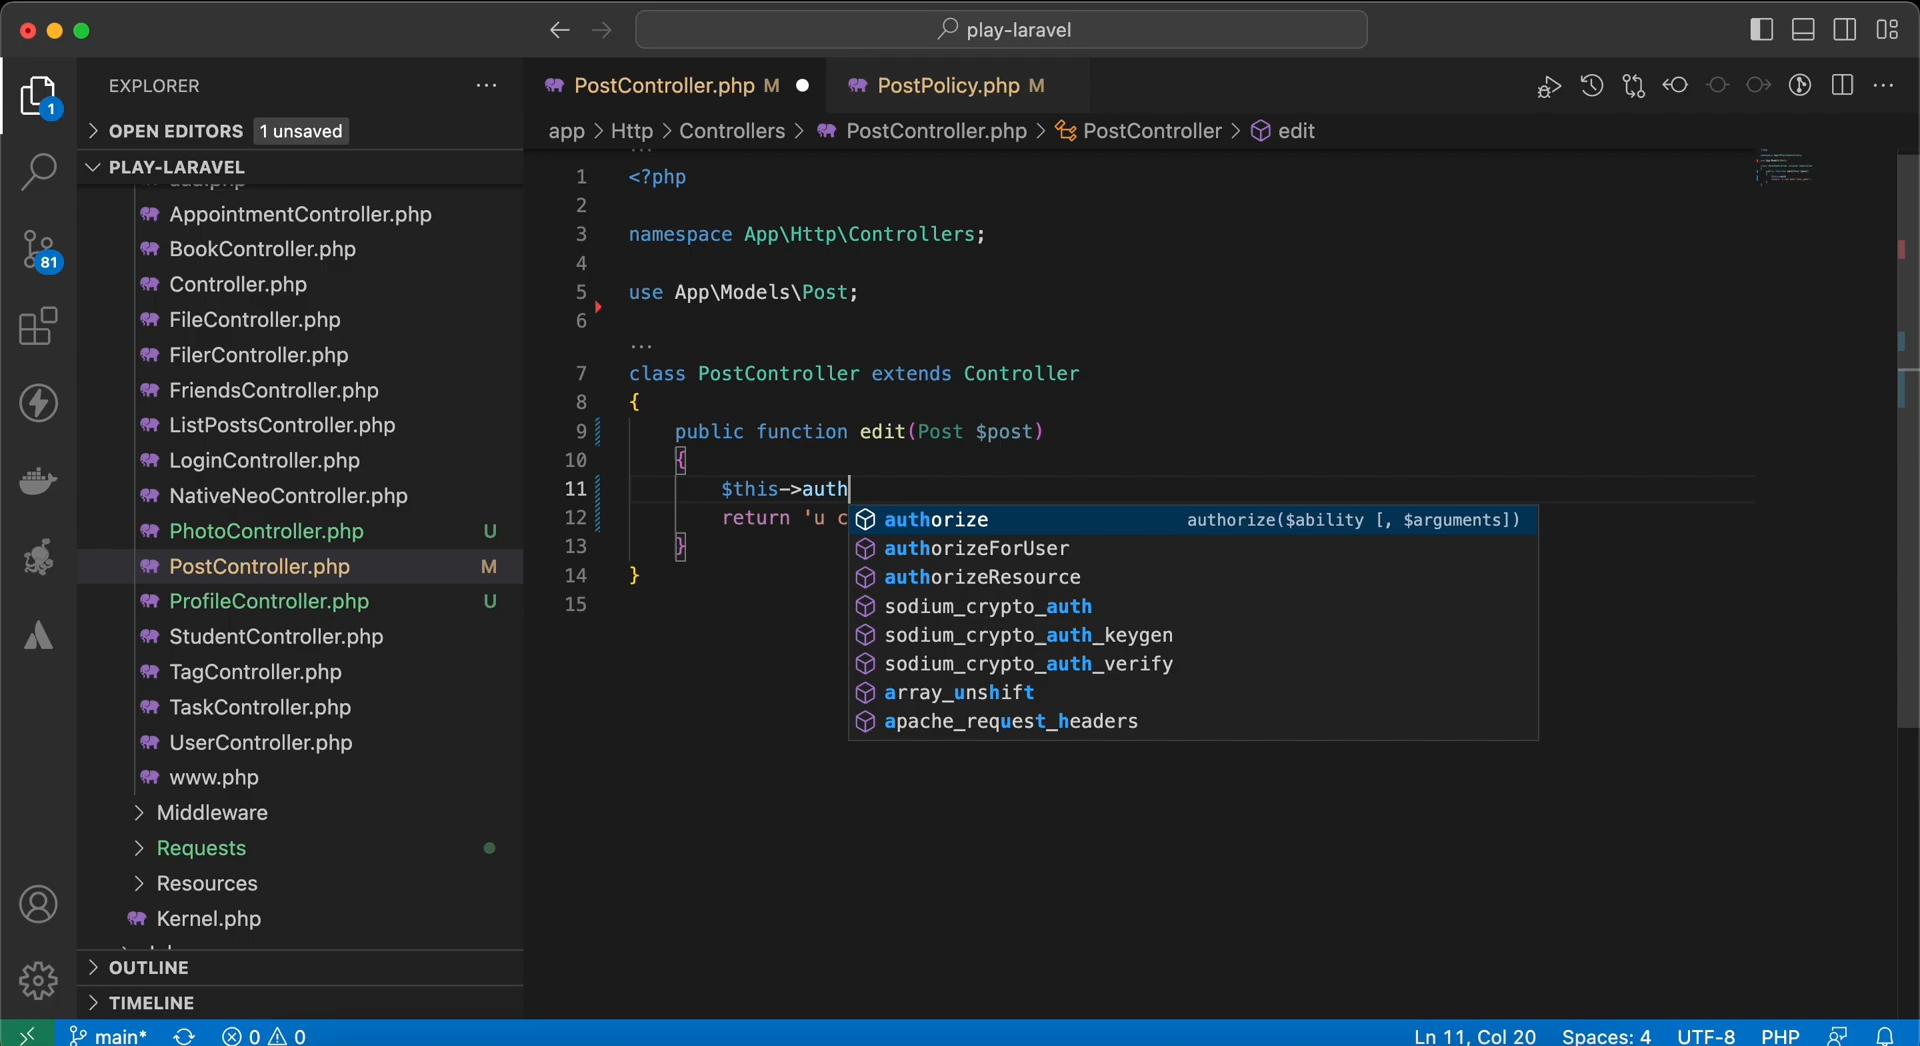 play-laravel
EXPLORER
PostController.php M
PostPolicy.php M
1
OPEN EDITORS 1 unsaved
app > Http > Controllers > PostController.php > PostController > edit
PLAY-LARAVEL
AppointmentController.php
BookController.php
Controller.php
FileController.php
FilerController.php
FriendsController.php
ListPostsController.php
LoginController.php
NativeNeoController.php
PhotoController.php U
PostController.php M
ProfileController.php U
StudentController.php
TagController.php
TaskController.php
UserController.php
www.php
Middleware
Requests
Resources
Kernel.php
OUTLINE
TIMELINE
81
1 <?php
2
3 namespace App\Http\Controllers;
4
5 use App\Models\Post;
6
...
7 class PostController extends Controller
8 {
9 public function edit(Post $post)
10 {
11 $this->auth
12 return 'u c
13 }
14 }
15
authorize authorize($ability [, $arguments])
authorizeForUser
authorizeResource
sodium_crypto_auth
sodium_crypto_auth_keygen
sodium_crypto_auth_verify
array_unshift
apache_request_headers
main* 0 0
Ln 11, Col 20 Spaces: 4 UTF-8 PHP